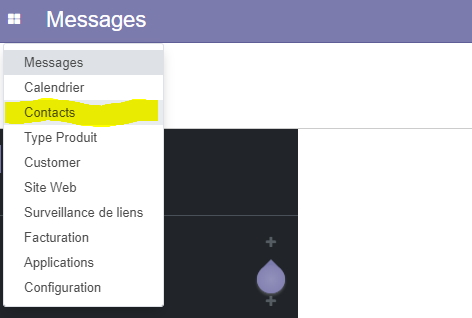 Messages
Messages
Calendrier
Contacts
Type Produit
Customer
Site Web
Surveillance de liens
Facturation
Applications
Configuration